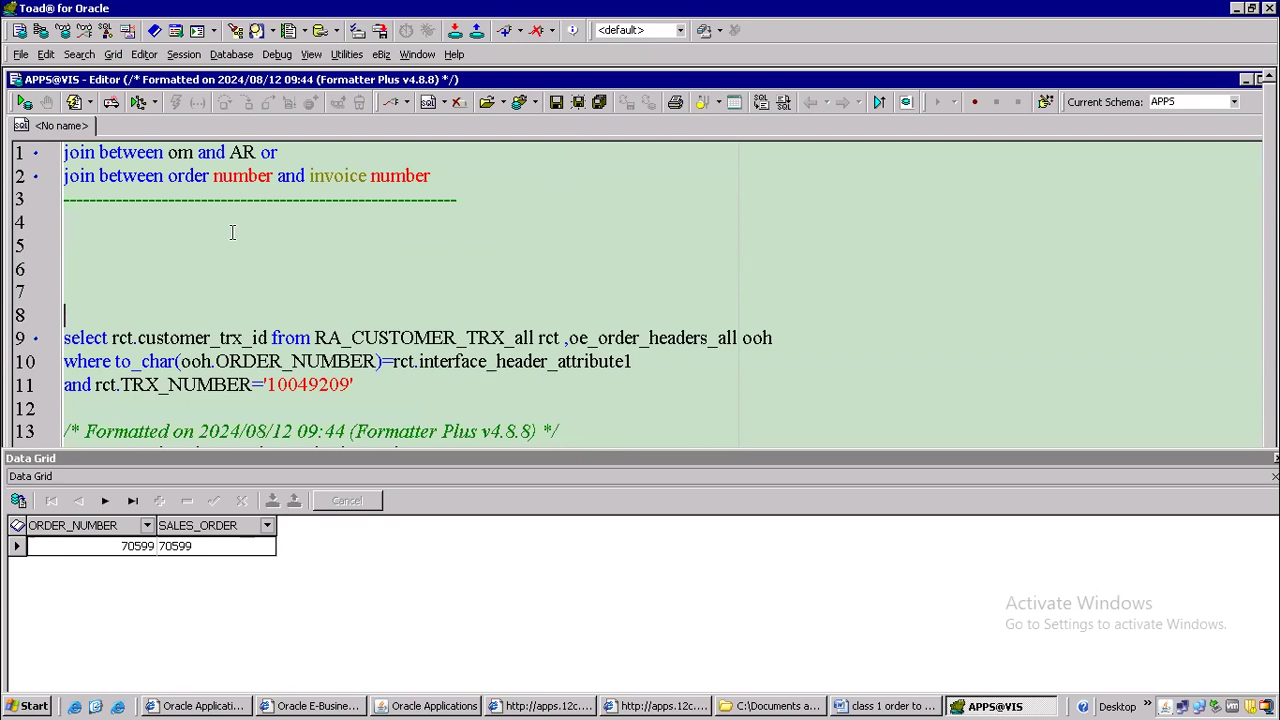 Toad® for Oracle
<default>
File Edit Search Grid Editor Session Database Debug View Utilities eBiz Window Help
APPS@VIS - Editor (/* Formatted on 2024/08/12 09:44 (Formatter Plus v4.8.8) */)
Current Schema: APPS
<No name>
1 join between om and AR or
2 join between order number and invoice number
3 -----------------------------------------------------------
4
5
6
7
8
9 select rct.customer_trx_id from RA_CUSTOMER_TRX_all rct ,oe_order_headers_all ooh
10 where to_char(ooh.ORDER_NUMBER)=rct.interface_header_attribute1
11 and rct.TRX_NUMBER='10049209'
12
13 /* Formatted on 2024/08/12 09:44 (Formatter Plus v4.8.8) */
Data Grid
Data Grid
Cancel
ORDER_NUMBER SALES_ORDER
70599 70599
Activate Windows
Go to Settings to activate Windows.
Start Oracle Applicati... Oracle E-Busine... Oracle Applications http://apps.12c.... http://apps.12c.... C:\Documents a... class 1 order to ... APPS@VIS Desktop »